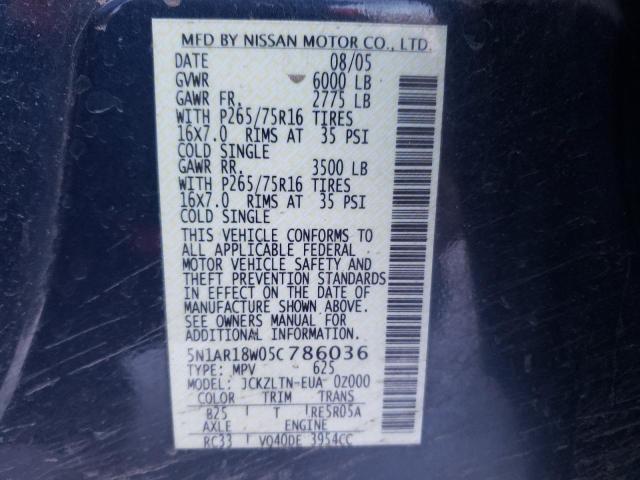 MFD BY NISSAN MOTOR CO., LTD.
DATE 08/05
GVWR 6000 LB
GAWR FR. 2775 LB
WITH P265/75R16 TIRES
16X7.0 RIMS AT 35 PSI
COLD SINGLE
GAWR RR. 3500 LB
WITH P265/75R16 TIRES
16X7.0 RIMS AT 35 PSI
COLD SINGLE
THIS VEHICLE CONFORMS TO
ALL APPLICABLE FEDERAL
MOTOR VEHICLE SAFETY AND
THEFT PREVENTION STANDARDS
IN EFFECT ON THE DATE OF
MANUFACTURE SHOWN ABOVE.
SEE OWNERS MANUAL FOR
ADDITIONAL INFORMATION.
5N1AR18W05C786036
TYPE: MPV 625
MODEL: JCKZLTN-EUA 02000
COLOR TRIM TRANS
B25 T RE5R05A
AXLE ENGINE
RC33 VQ40DE 3954CC